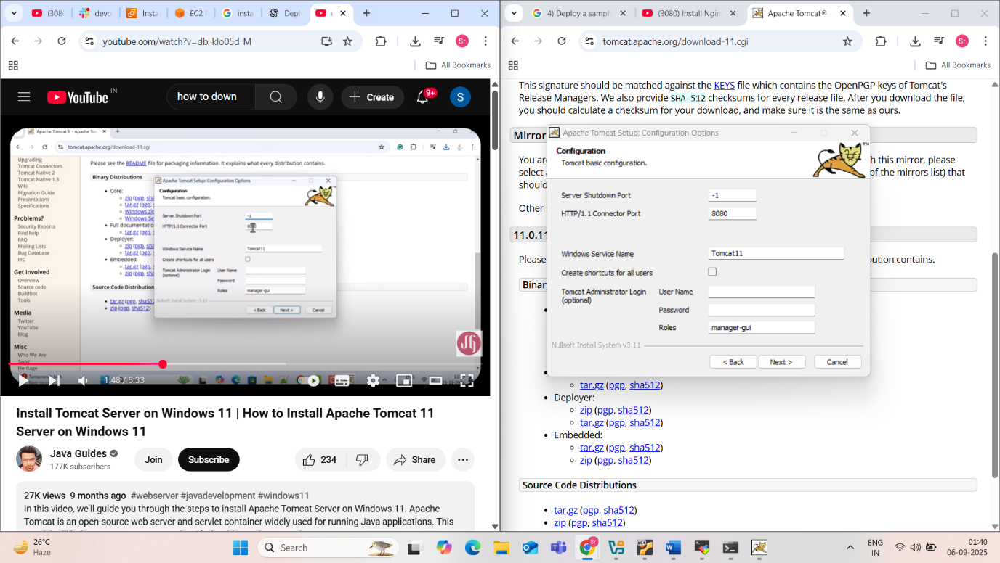 (308
devo
Insta
EC2 I
insta
Depl
(
youtube.com/watch?v=db_klo05d_M
Sr
All Bookmarks
YouTube IN
how to down
Create
9+
S
Apache Tomcat® - Apache Tor
tomcat.apache.org/download-11.cgi
Upgrading
Tomcat Connectors
Tomcat Native 2
Tomcat Native 1.3
Wiki
Migration Guide
Presentations
Specifications
Problems?
Security Reports
Find help
FAQ
Mailing Lists
Bug Database
IRC
Get Involved
Overview
Source code
Buildbot
Tools
Media
Twitter
YouTube
Blog
Misc
Who We Are
Swag
Heritage
Please see the README file for packaging information. It explains what every distribution contains.
Binary Distributions
Core:
zip (pgp, sha
tar.gz (pgp,
Windows zip
Windows Se
Full documentatio
tar.gz (pgp,
Deployer:
zip (pgp, sha
tar.gz (pgp,
Embedded:
tar.gz (pgp,
zip (pgp, sha
Source Code Distribution
tar.gz (pgp, sha512
zip (pgp, sha512)
Apache Tomcat Setup: Configuration Options
Configuration
Tomcat basic configuration.
Server Shutdown Port -1
HTTP/1.1 Connector Port
Windows Service Name Tomcat11
Create shortcuts for all users
Tomcat Administrator Login (optional)
User Name
Password
Roles manager-gui
Nullsoft Install System v3.10
< Back Next > Cancel
1:48 / 5:33
Install Tomcat Server on Windows 11 | How to Install Apache Tomcat 11
Server on Windows 11
Java Guides
177K subscribers
Join
Subscribe
234
Share
27K views 9 months ago #webserver #javadevelopment #windows11
In this video, we'll guide you through the steps to install Apache Tomcat Server on Windows 11. Apache
Tomcat is an open-source web server and servlet container widely used for running Java applications. This
4) Deploy a sampl
(3080) Install Ngin
Apache Tomcat®
tomcat.apache.org/download-11.cgi
Sr
All Bookmarks
This signature should be matched against the KEYS file which contains the OpenPGP keys of Tomcat's
Release Managers. We also provide SHA-512 checksums for every release file. After you download the file,
you should calculate a checksum for your download, and make sure it is the same as ours.
Mirror
You are
h this mirror, please
select a
of the mirrors list) that
should
Other
11.0.11
Please
ution contains.
Binar
Apache Tomcat Setup: Configuration Options
Configuration
Tomcat basic configuration.
Server Shutdown Port -1
HTTP/1.1 Connector Port 8080
Windows Service Name Tomcat11
Create shortcuts for all users
Tomcat Administrator Login
(optional)
User Name
Password
Roles manager-gui
Nullsoft Install System v3.11
< Back Next > Cancel
tar.gz (pgp, sha512)
Deployer:
zip (pgp, sha512)
tar.gz (pgp, sha512)
Embedded:
tar.gz (pgp, sha512)
zip (pgp, sha512)
Source Code Distributions
tar.gz (pgp, sha512)
zip (pgp, sha512)
26°C
Haze
Search
ENG
IN
01:40
06-09-2025